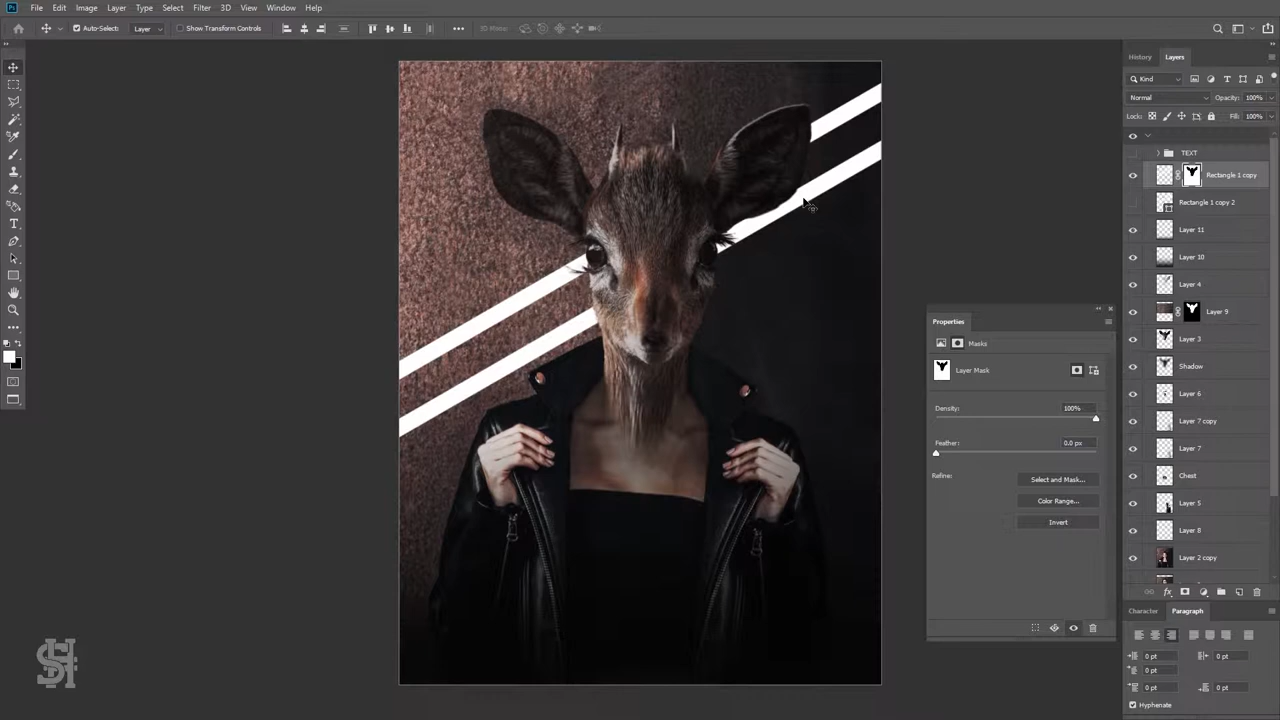 Ps File Edit Image Layer Type Select Filter 3D View Window Help
Auto-Select: Layer Show Transform Controls 3D Mode:
History Layers
Kind
Normal Opacity: 100%
Lock: Fill: 100%
TEXT
Rectangle 1 copy
Rectangle 1 copy 2
Layer 11
Layer 10
Layer 4
Layer 9
Layer 3
Shadow
Layer 6
Layer 7 copy
Layer 7
Chest
Layer 5
Layer 8
Layer 2 copy
Properties
Masks
Layer Mask
Density: 100%
Feather: 0.0 px
Refine: Select and Mask...
Color Range...
Invert
Character Paragraph
0 pt 0 pt
0 pt
0 pt 0 pt
Hyphenate